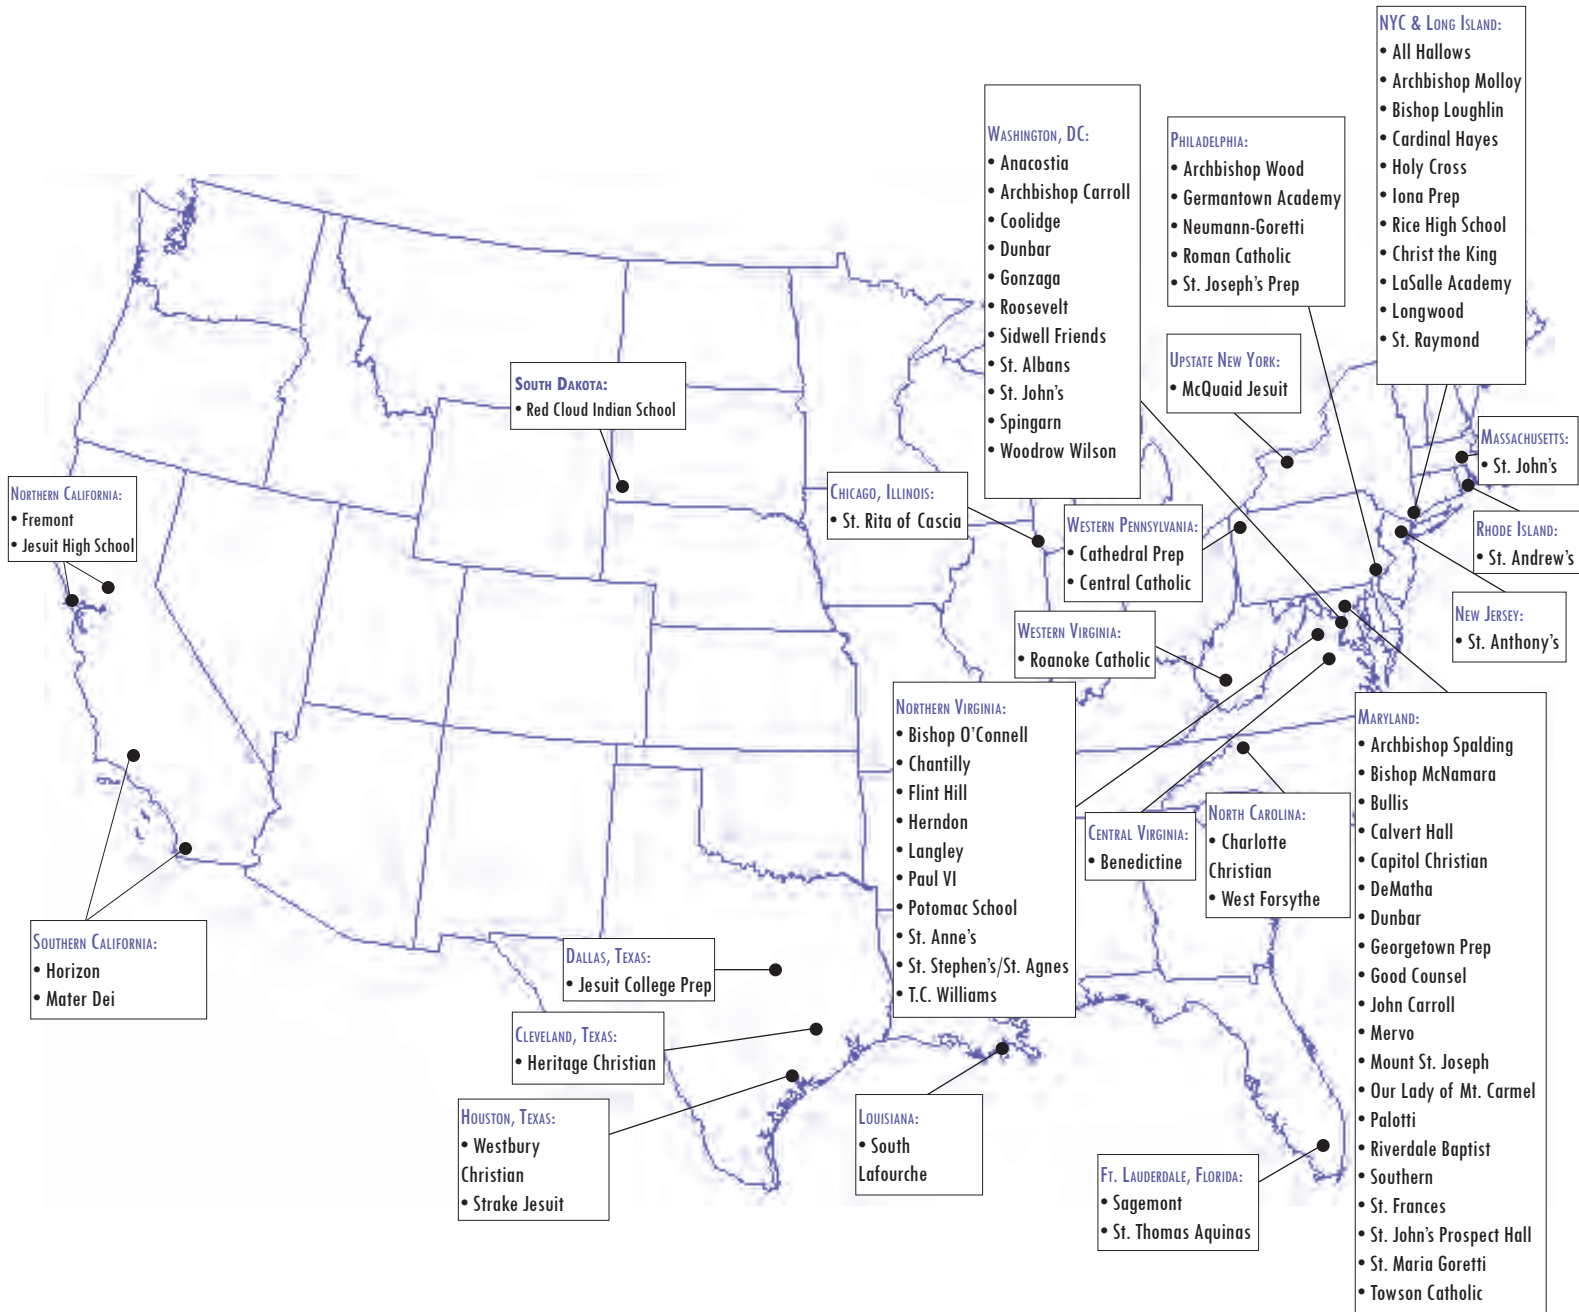 NYC & Long Island:
• All Hallows
• Archbishop Molloy
• Bishop Loughlin
• Cardinal Hayes
• Holy Cross
• Iona Prep
• Rice High School
• Christ the King
• LaSalle Academy
• Longwood
• St. Raymond
Washington, DC:
• Anacostia
• Archbishop Carroll
• Coolidge
• Dunbar
• Gonzaga
• Roosevelt
• Sidwell Friends
• St. Albans
• St. John's
• Spingarn
• Woodrow Wilson
Philadelphia:
• Archbishop Wood
• Germantown Academy
• Neumann-Goretti
• Roman Catholic
• St. Joseph's Prep
Upstate New York:
• McQuaid Jesuit
South Dakota:
• Red Cloud Indian School
Massachusetts:
• St. John's
Northern California:
• Fremont
• Jesuit High School
Chicago, Illinois:
• St. Rita of Cascia
Western Pennsylvania:
• Cathedral Prep
• Central Catholic
Rhode Island:
• St. Andrew's
New Jersey:
• St. Anthony's
Western Virginia:
• Roanoke Catholic
Northern Virginia:
• Bishop O'Connell
• Chantilly
• Flint Hill
• Herndon
• Langley
• Paul VI
• Potomac School
• St. Anne's
• St. Stephen's/St. Agnes
• T.C. Williams
Maryland:
• Archbishop Spalding
• Bishop McNamara
• Bullis
• Calvert Hall
• Capitol Christian
• DeMatha
• Dunbar
• Georgetown Prep
• Good Counsel
• John Carroll
• Mervo
• Mount St. Joseph
• Our Lady of Mt. Carmel
• Palotti
• Riverdale Baptist
• Southern
• St. Frances
• St. John's Prospect Hall
• St. Maria Goretti
• Towson Catholic
Central Virginia:
• Benedictine
North Carolina:
• Charlotte
Christian
• West Forsythe
Southern California:
• Horizon
• Mater Dei
Dallas, Texas:
• Jesuit College Prep
Cleveland, Texas:
• Heritage Christian
Houston, Texas:
• Westbury
Christian
• Strake Jesuit
Louisiana:
• South
Lafourche
Ft. Lauderdale, Florida:
• Sagemont
• St. Thomas Aquinas